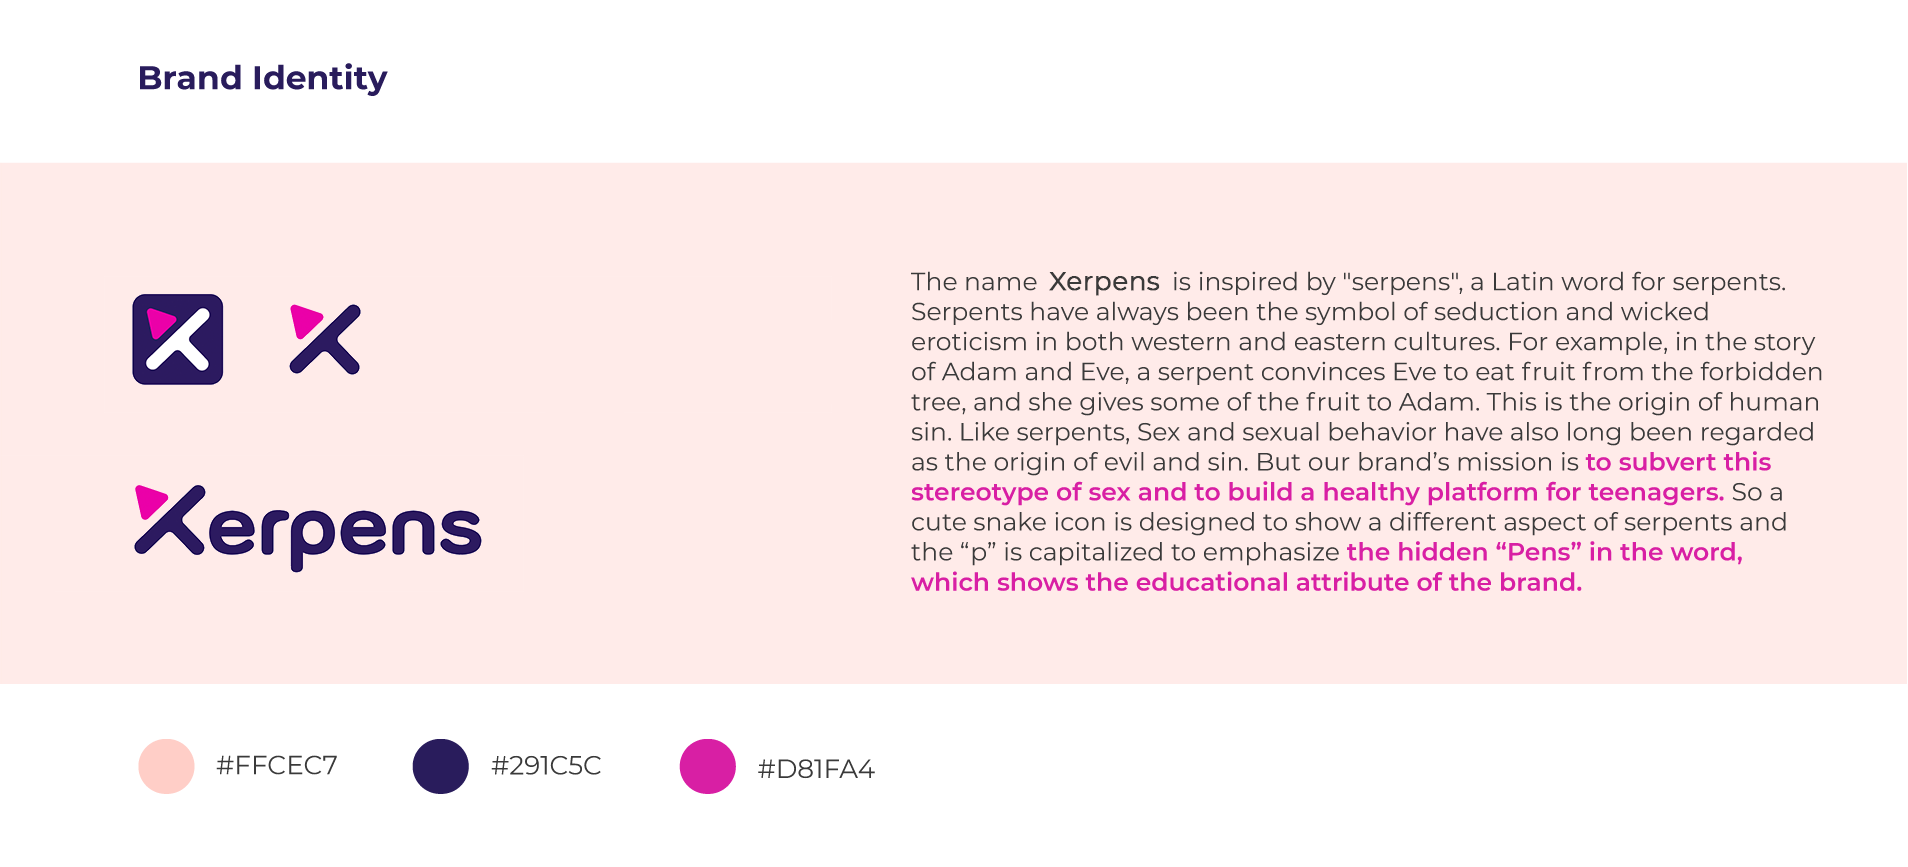 Brand Identity
The name Xerpens is inspired by "serpens", a Latin word for serpents.
Serpents have always been the symbol of seduction and wicked
eroticism in both western and eastern cultures. For example, in the story
of Adam and Eve, a serpent convinces Eve to eat fruit from the forbidden
tree, and she gives some of the fruit to Adam. This is the origin of human
sin. Like serpents, Sex and sexual behavior have also long been regarded
as the origin of evil and sin. But our brand’s mission is to subvert this
stereotype of sex and to build a healthy platform for teenagers. So a
cute snake icon is designed to show a different aspect of serpents and
the “p” is capitalized to emphasize the hidden “Pens” in the word,
which shows the educational attribute of the brand.
Xerpens
#FFCEC7
#291C5C
#D81FA4